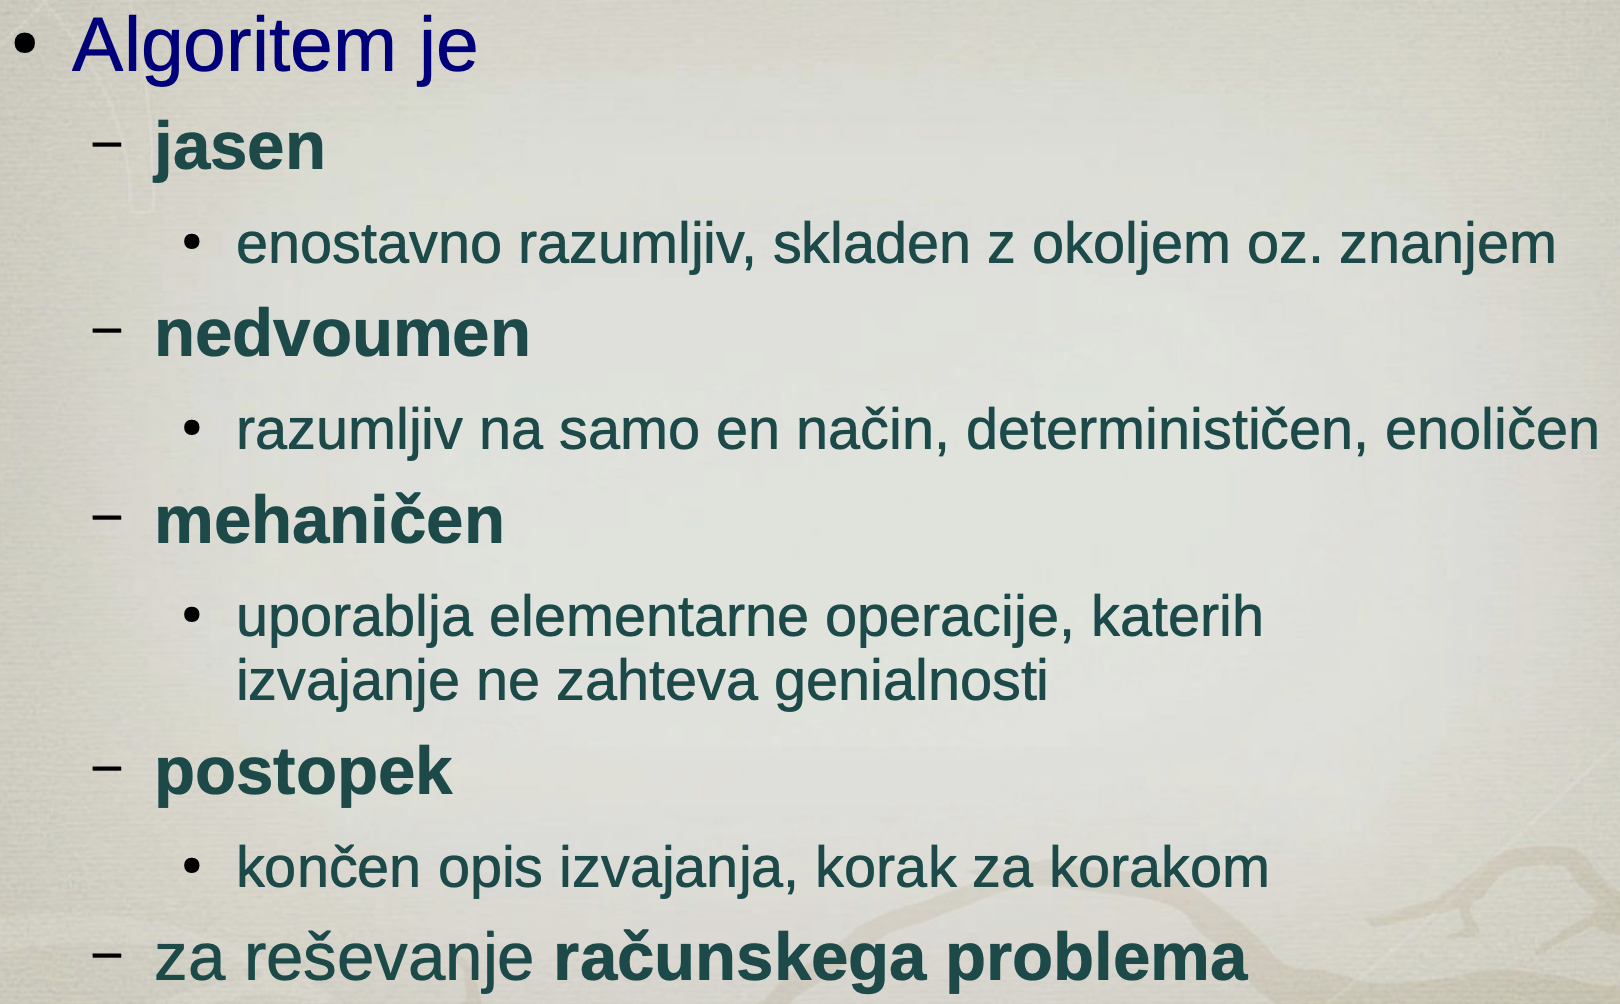 • Algoritem je
– jasen
• enostavno razumljiv, skladen z okoljem oz. znanjem
– nedvoumen
• razumljiv na samo en način, determinističen, enoličen
– mehaničen
• uporablja elementarne operacije, katerih
izvajanje ne zahteva genialnosti
– postopek
• končen opis izvajanja, korak za korakom
– za reševanje računskega problema